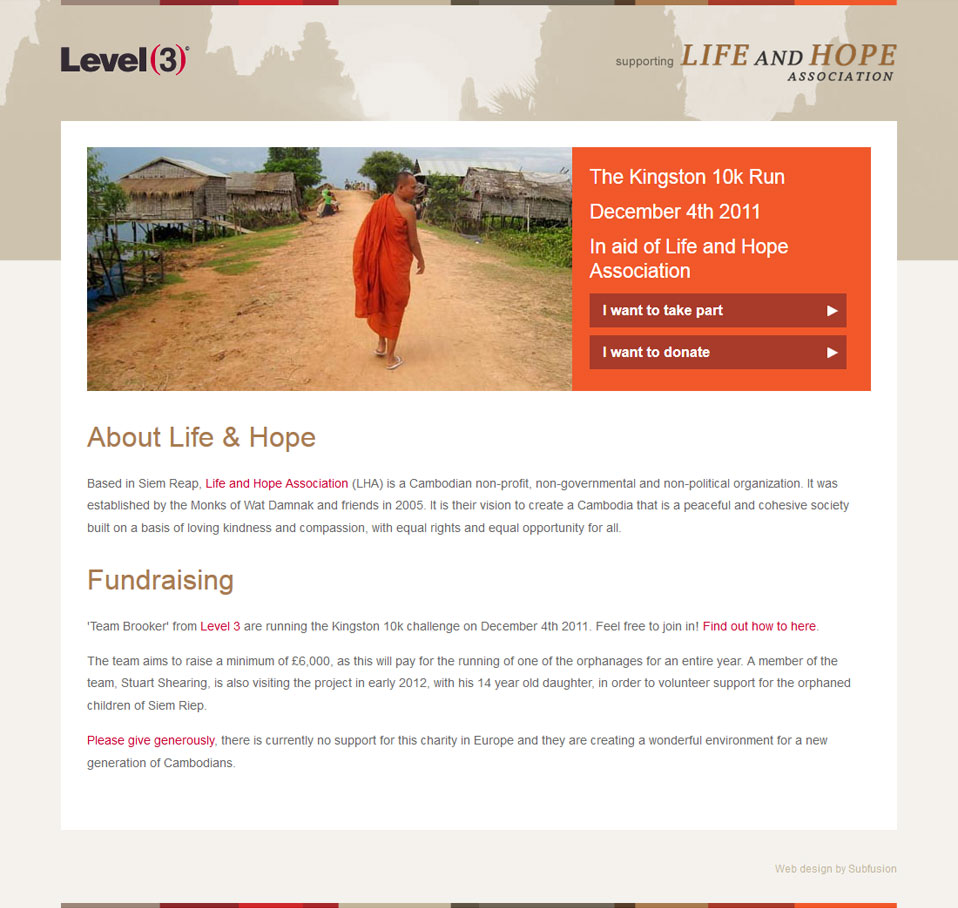 Level (3)©
supporting LIFE AND HOPE
ASSOCIATION
The Kingston 10k Run
December 4th 2011
In aid of Life and Hope
Association
I want to take part
I want to donate
About Life & Hope
Based in Siem Reap, Life and Hope Association (LHA) is a Cambodian non-profit, non-governmental and non-political organization. It was
established by the Monks of Wat Damnak and friends in 2005. It is their vision to create a Cambodia that is a peaceful and cohesive society
built on a basis of loving kindness and compassion, with equal rights and equal opportunity for all.
Fundraising
'Team Brooker' from Level 3 are running the Kingston 10k challenge on December 4th 2011. Feel free to join in! Find out how to here.
The team aims to raise a minimum of £6,000, as this will pay for the running of one of the orphanages for an entire year. A member of the
team, Stuart Shearing, is also visiting the project in early 2012, with his 14 year old daughter, in order to volunteer support for the orphaned
children of Siem Riep.
Please give generously, there is currently no support for this charity in Europe and they are creating a wonderful environment for a new
generation of Cambodians.
Web design by Subfusion